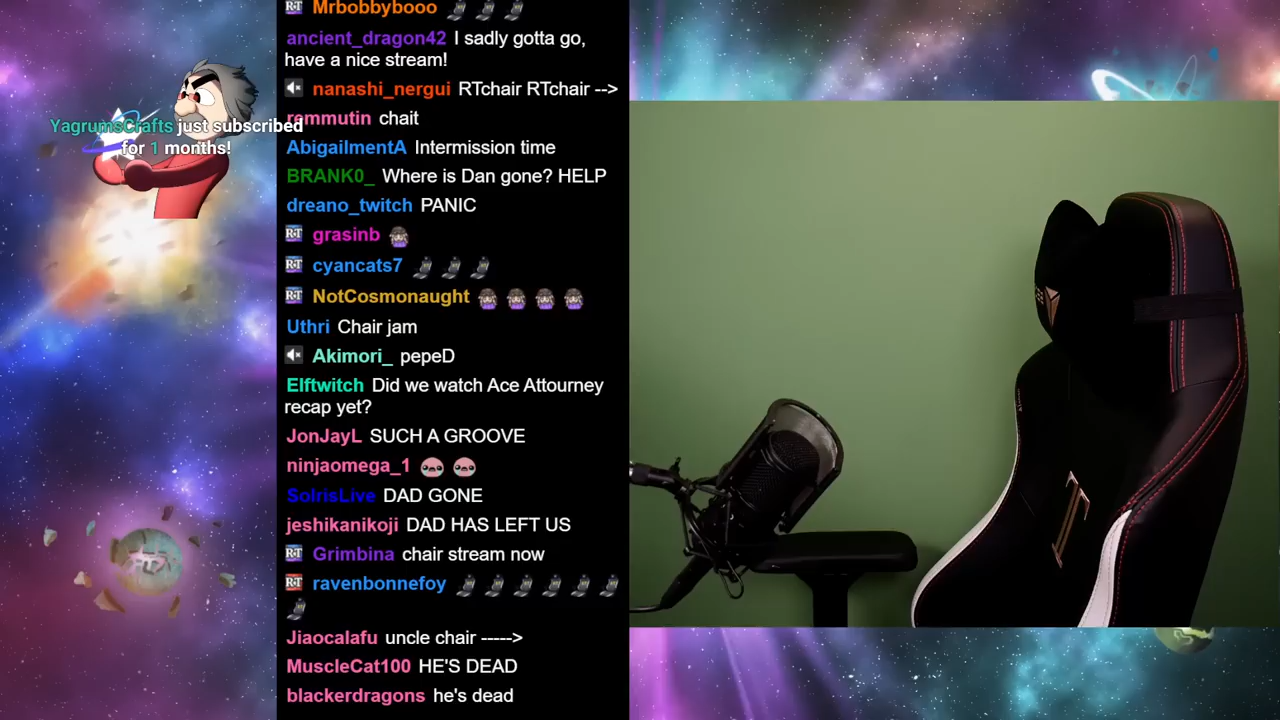 Mrbobbybooo
ancient_dragon42 I sadly gotta go,
have a nice stream!
nanashi_nergui RTchair RTchair -->
remmutin chait
AbigailmentA Intermission time
BRANK0_ Where is Dan gone? HELP
dreano_twitch PANIC
grasinb
cyancats7
NotCosmonaught
Uthri Chair jam
Akimori_ pepeD
Elftwitch Did we watch Ace Attourney
recap yet?
JonJayL SUCH A GROOVE
ninjaomega_1
SolrisLive DAD GONE
jeshikanikoji DAD HAS LEFT US
Grimbina chair stream now
ravenbonnefoy
Jiaocalafu uncle chair ----->
MuscleCat100 HE'S DEAD
blackerdragons he's dead
YagrumsCrafts just subscribed
for 1 months!